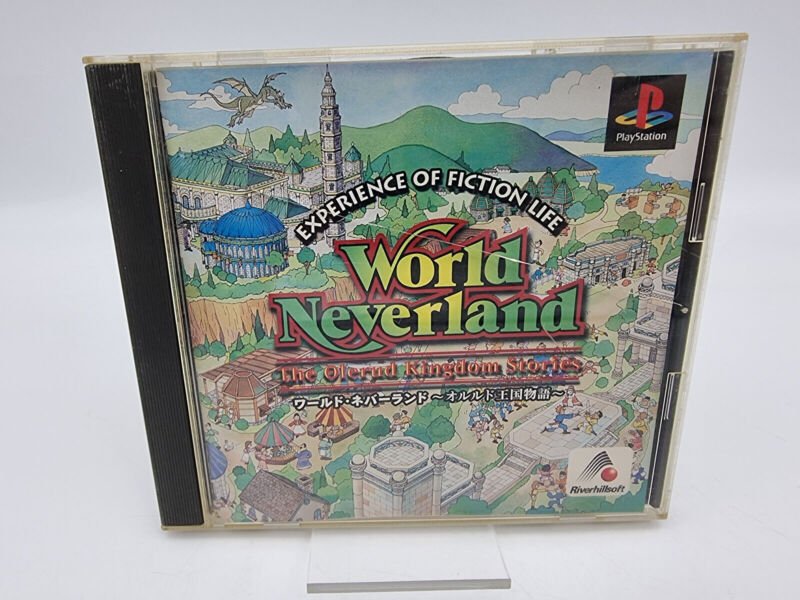 PlayStation
EXPERIENCE OF FICTION LIFE
World
Neverland
The Olerud Kingdom Stories
ワールド・ネバーランド～オルルド王国物語～
Riverhillsoft